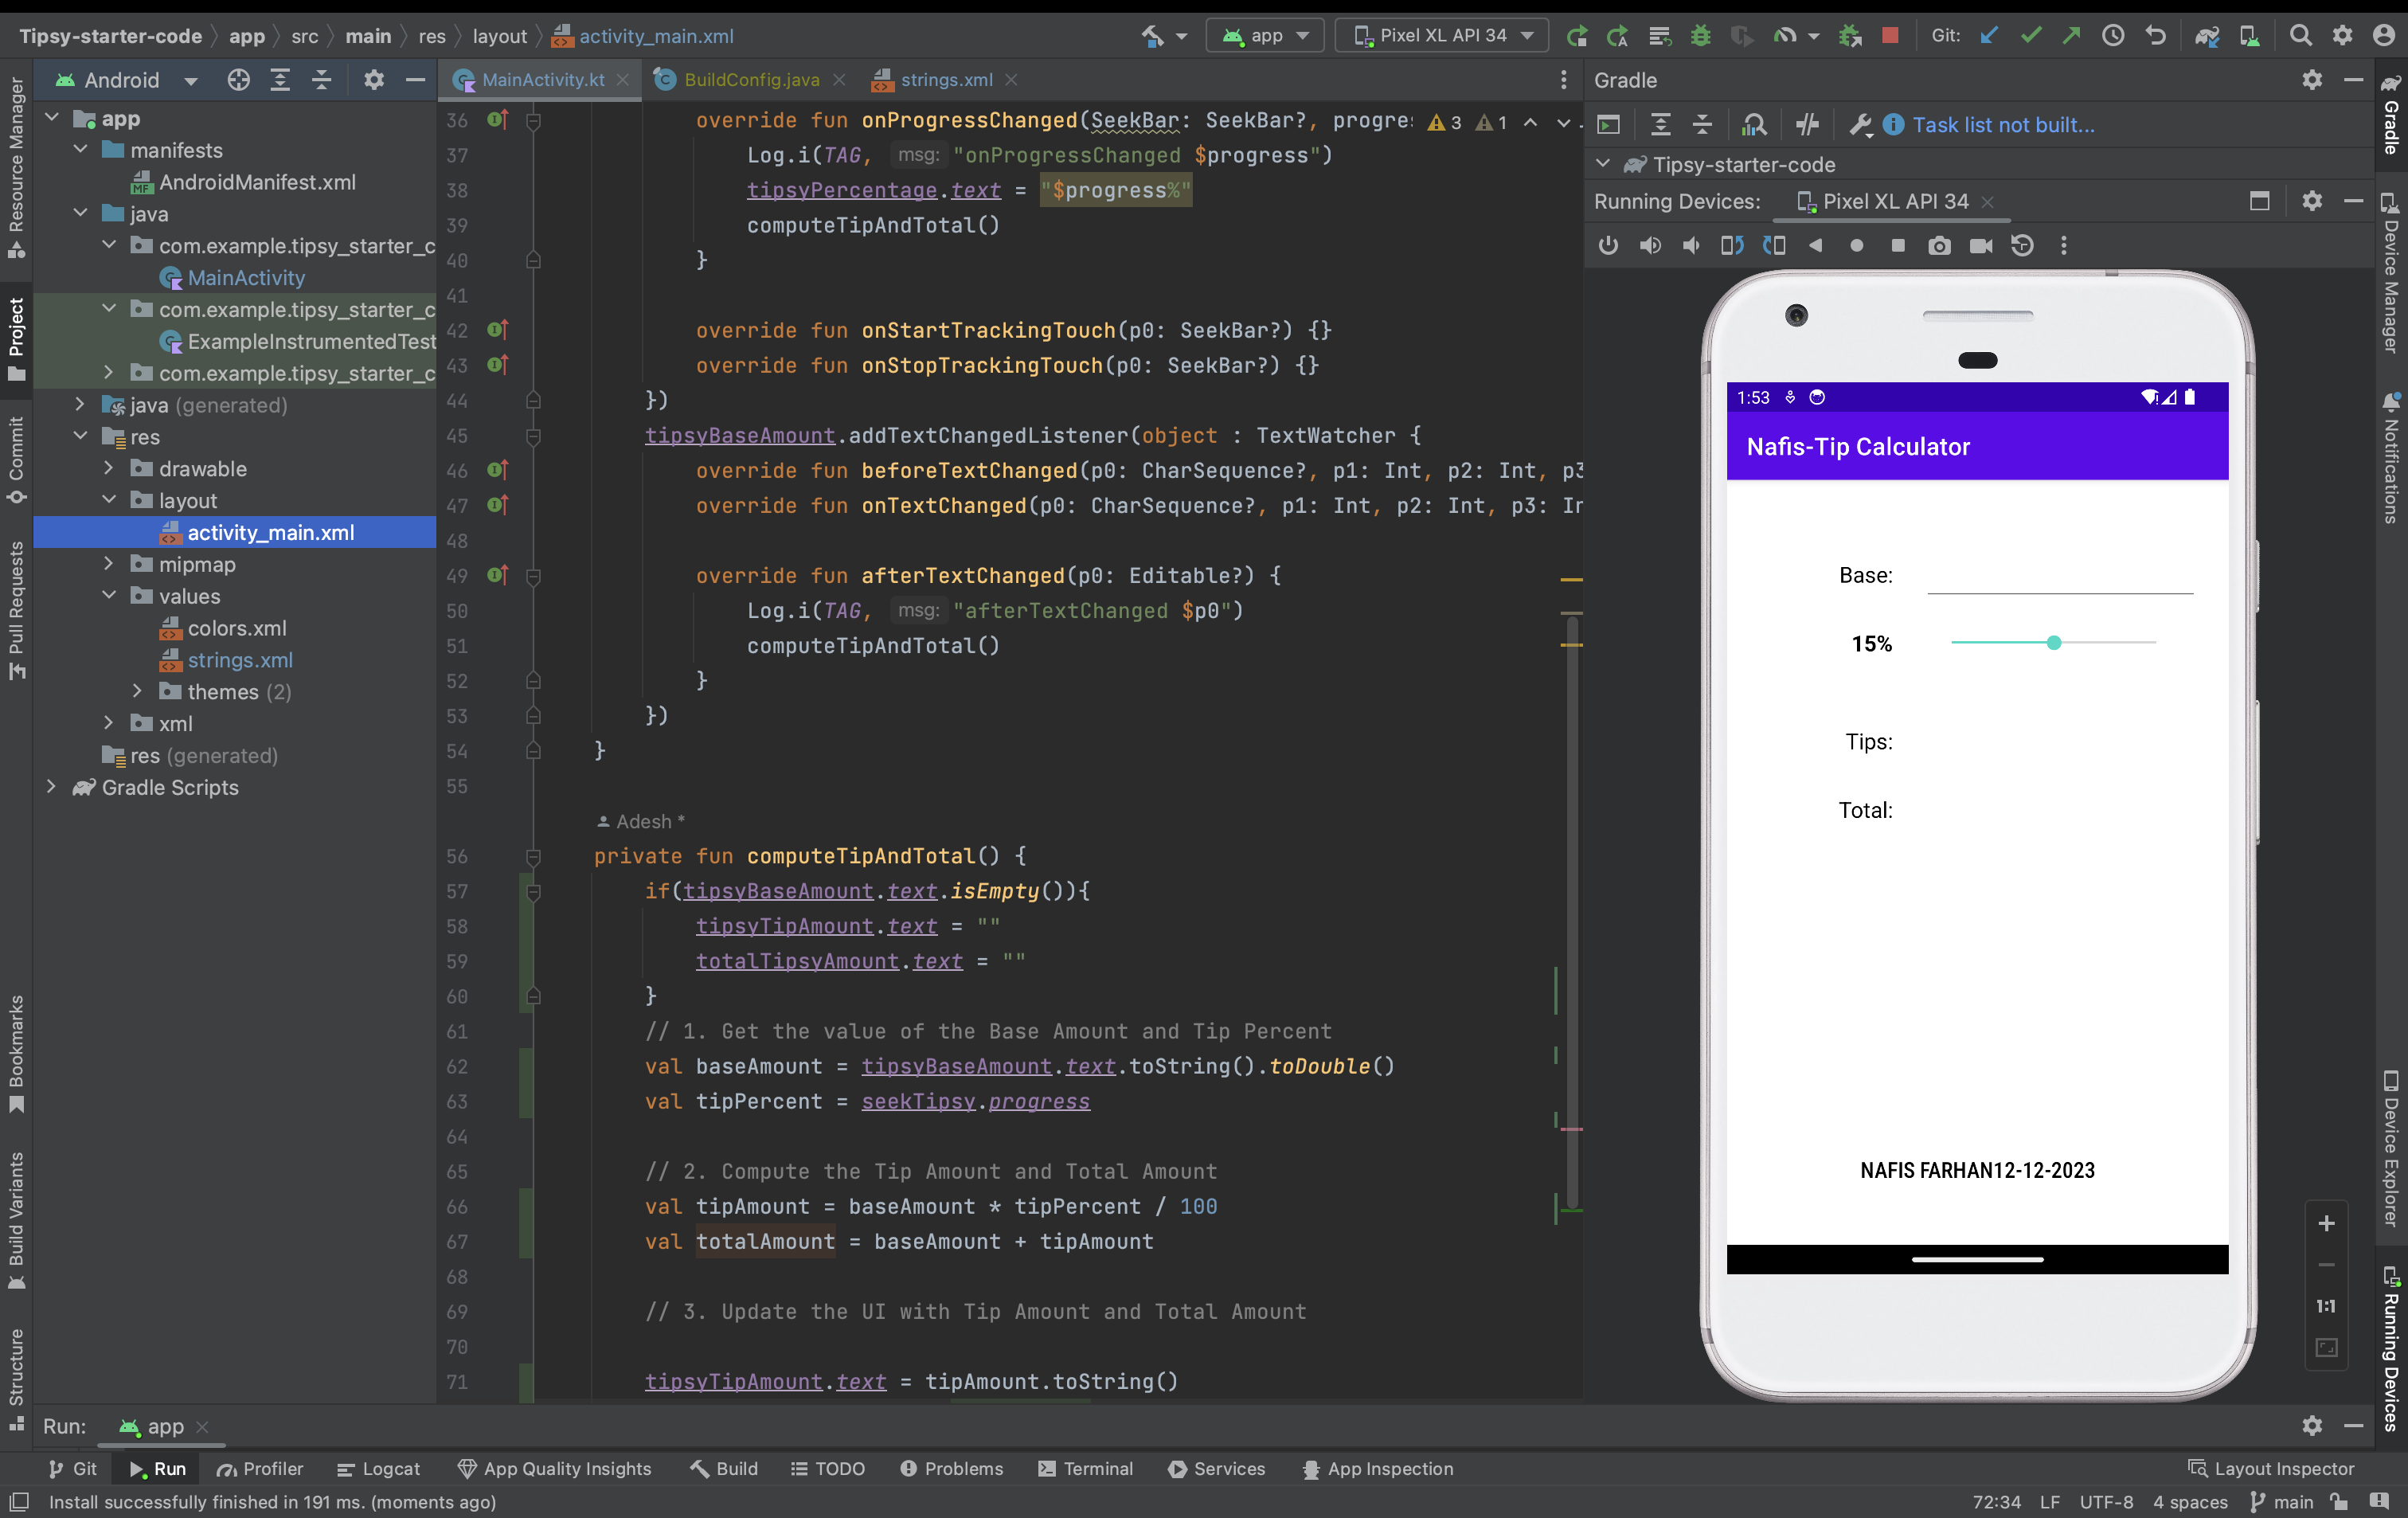 Tipsy-starter-code app src main res layout activity_main.xml
app Pixel XL API 34 Git:
Resource Manager
Project
Commit
Pull Requests
Bookmarks
Build Variants
Structure
Android
app
manifests
AndroidManifest.xml
java
com.example.tipsy_starter_c
MainActivity
com.example.tipsy_starter_c
ExampleInstrumentedTest
com.example.tipsy_starter_c
java (generated)
res
drawable
layout
activity_main.xml
mipmap
values
colors.xml
strings.xml
themes (2)
xml
res (generated)
Gradle Scripts
MainActivity.kt BuildConfig.java strings.xml
36 override fun onProgressChanged(SeekBar: SeekBar?, progre: 3 1
37 Log.i(TAG, msg: "onProgressChanged $progress")
38 tipsyPercentage.text = "$progress%"
39 computeTipAndTotal()
40 }
41
42 override fun onStartTrackingTouch(p0: SeekBar?) {}
43 override fun onStopTrackingTouch(p0: SeekBar?) {}
44 })
45 tipsyBaseAmount.addTextChangedListener(object : TextWatcher {
46 override fun beforeTextChanged(p0: CharSequence?, p1: Int, p2: Int, p3
47 override fun onTextChanged(p0: CharSequence?, p1: Int, p2: Int, p3: In
48
49 override fun afterTextChanged(p0: Editable?) {
50 Log.i(TAG, msg: "afterTextChanged $p0")
51 computeTipAndTotal()
52 }
53 })
54 }
55
Adesh *
56 private fun computeTipAndTotal() {
57 if(tipsyBaseAmount.text.isEmpty()){
58 tipsyTipAmount.text = ""
59 totalTipsyAmount.text = ""
60 }
61 // 1. Get the value of the Base Amount and Tip Percent
62 val baseAmount = tipsyBaseAmount.text.toString().toDouble()
63 val tipPercent = seekTipsy.progress
64
65 // 2. Compute the Tip Amount and Total Amount
66 val tipAmount = baseAmount * tipPercent / 100
67 val totalAmount = baseAmount + tipAmount
68
69 // 3. Update the UI with Tip Amount and Total Amount
70
71 tipsyTipAmount.text = tipAmount.toString()
Gradle
Task list not built...
Tipsy-starter-code
Running Devices: Pixel XL API 34
1:53
Nafis-Tip Calculator
Base:
15%
Tips:
Total:
NAFIS FARHAN12-12-2023
1:1
Gradle
Device Manager
Notifications
Device Explorer
Running Devices
Run: app
Git Run Profiler Logcat App Quality Insights Build TODO Problems Terminal Services App Inspection Layout Inspector
Install successfully finished in 191 ms. (moments ago) 72:34 LF UTF-8 4 spaces main